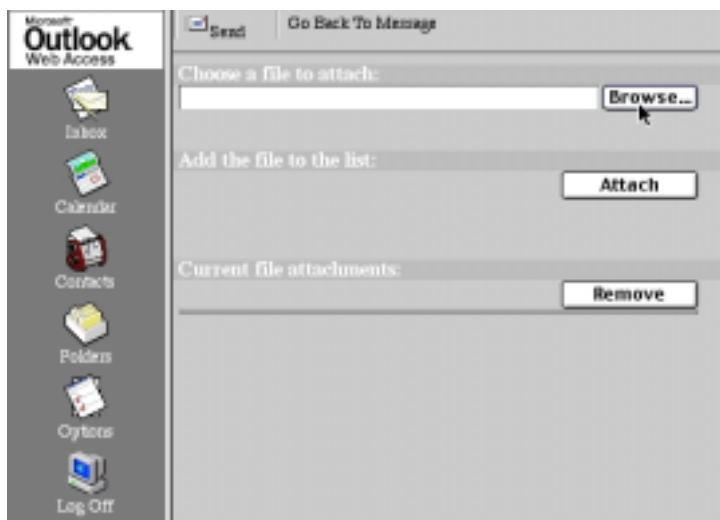 Microsoft
Outlook
Web Access
Inbox
Calendar
Contacts
Folders
Options
Log Off
Send
Go Back To Message
Choose a file to attach:
Browse...
Add the file to the list:
Attach
Current file attachments:
Remove